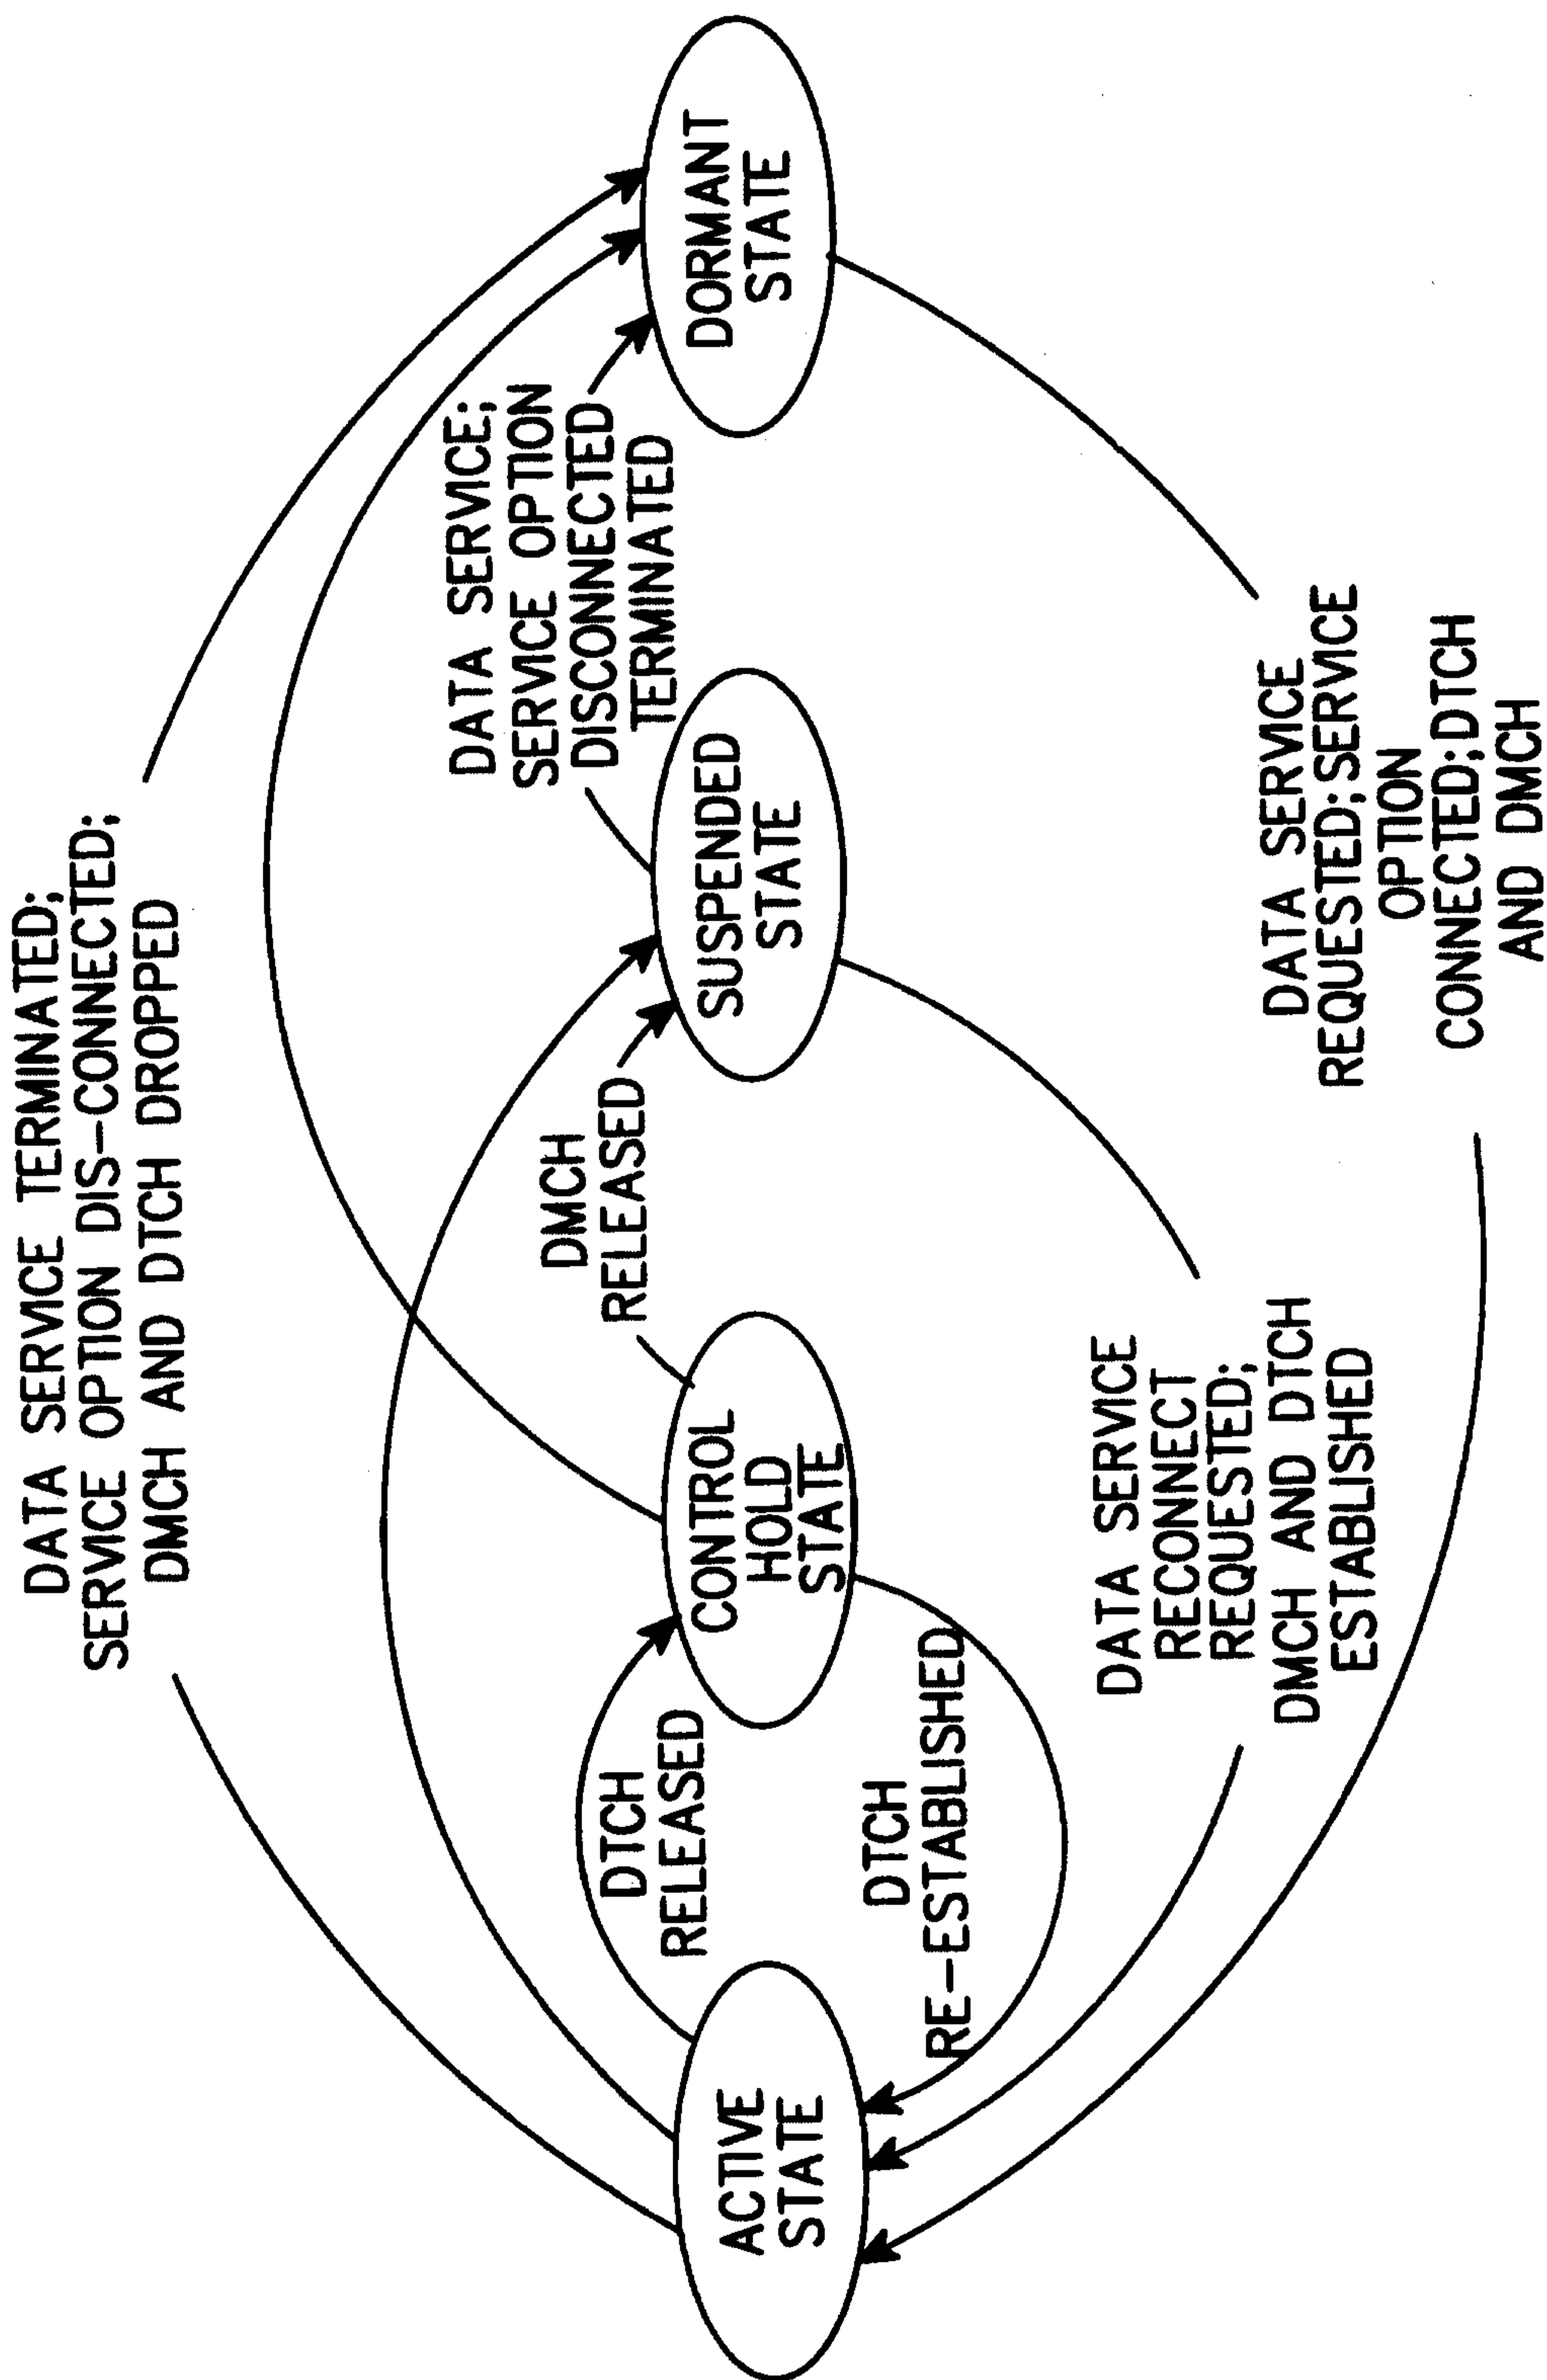 DATA SERVICE TERMINATED;
SERVICE OPTION DIS-CONNECTED;
DMCH AND DTCH DROPPED
DATA SERVICE;
SERVICE OPTION
DISCONNECTED
TERMINATED
DMCH
RELEASED
DTCH
RELEASED
ACTIVE
STATE
CONTROL
HOLD
STATE
SUSPENDED
STATE
DORMANT
STATE
DTCH
RE-ESTABLISHED
DATA SERVICE
RECONNECT
REQUESTED;
DMCH AND DTCH
ESTABLISHED
DATA SERVICE
REQUESTED;SERVICE
OPTION
CONNECTED;DTCH
AND DMCH